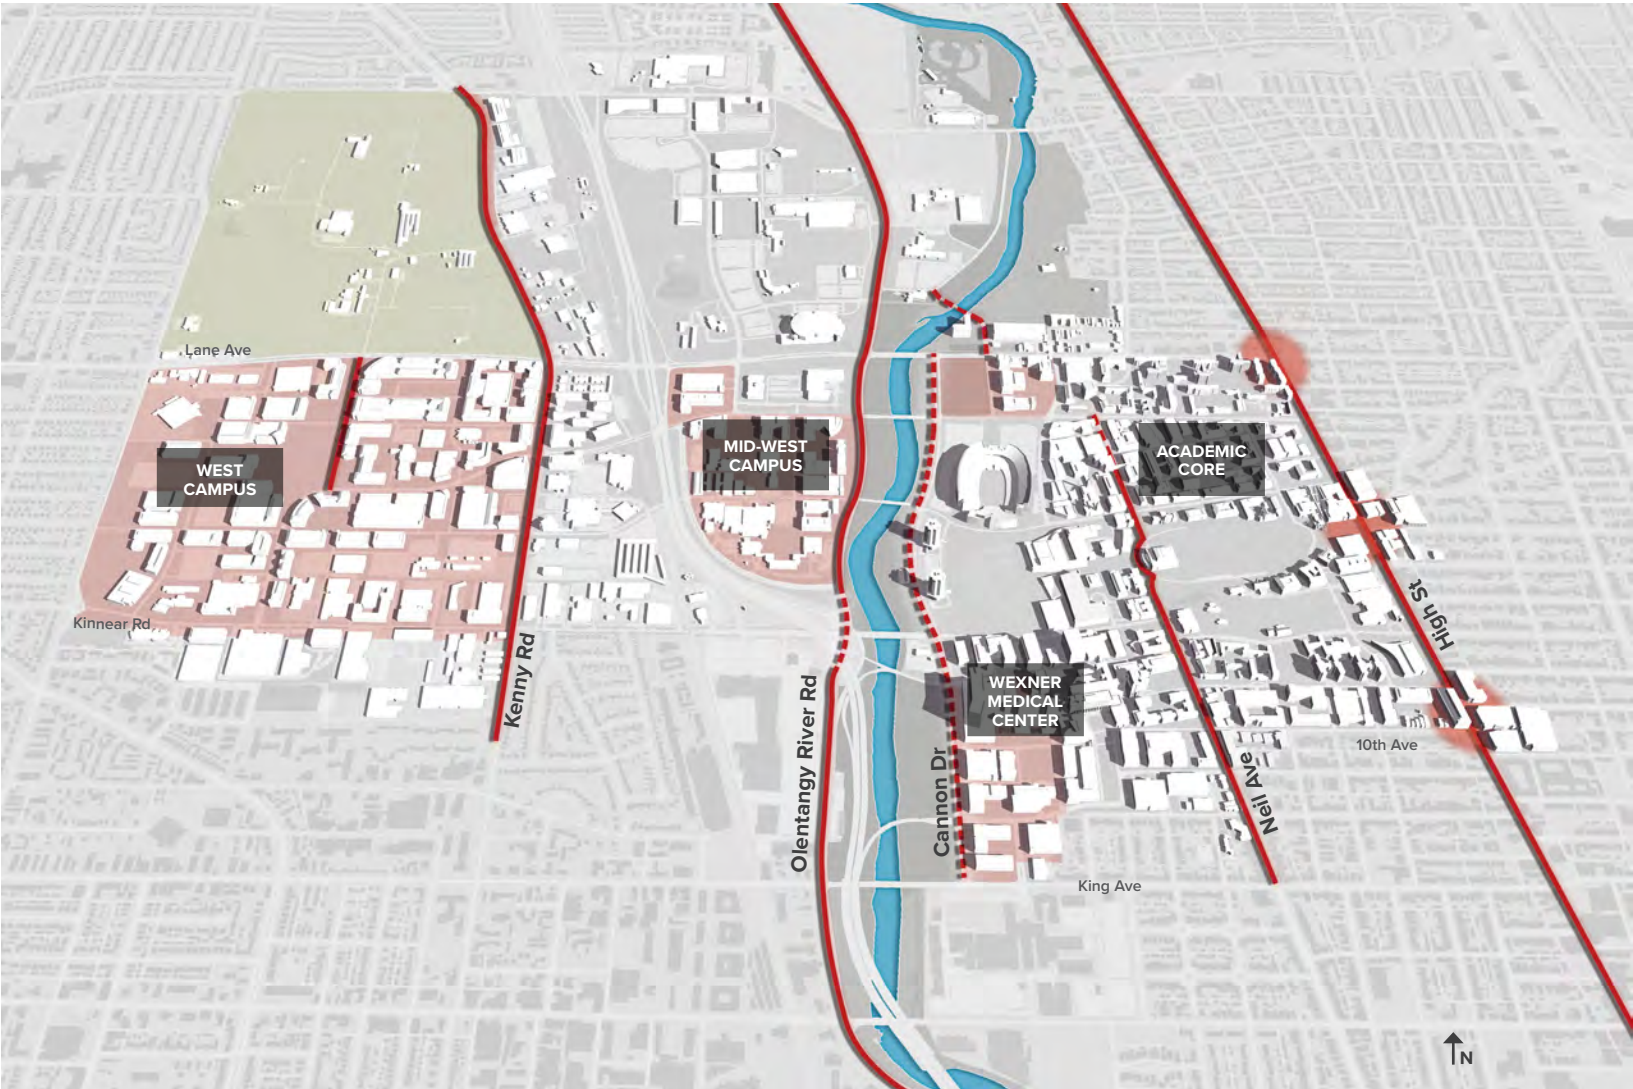 Lane Ave
WEST
CAMPUS
MID-WEST
CAMPUS
ACADEMIC
CORE
Kinnear Rd
Kenny Rd
High St
WEXNER
MEDICAL
CENTER
Olentangy River Rd
Cannon Dr
Neil Ave
10th Ave
King Ave
N